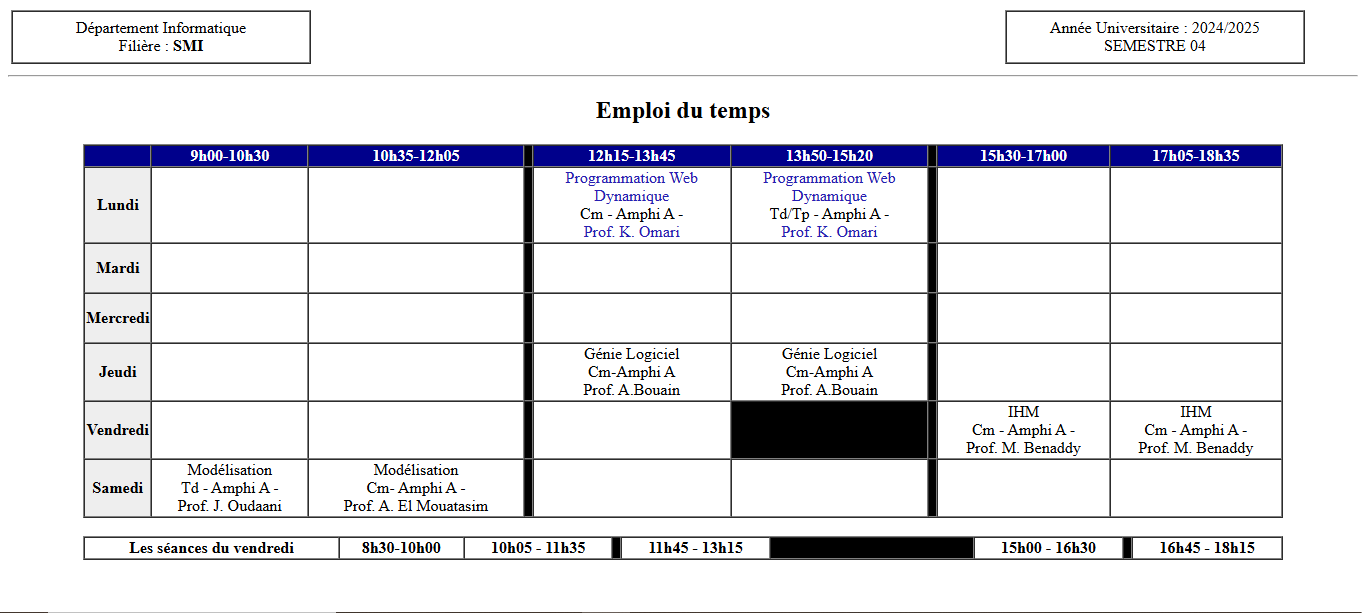 Département Informatique
Filière : SMI
Année Universitaire : 2024/2025
SEMESTRE 04
Emploi du temps
9h00-10h30 10h35-12h05 12h15-13h45 13h50-15h20 15h30-17h00 17h05-18h35
Lundi
Programmation Web
Dynamique
Cm - Amphi A -
Prof. K. Omari
Programmation Web
Dynamique
Td/Tp - Amphi A -
Prof. K. Omari
Mardi
Mercredi
Jeudi
Génie Logiciel
Cm-Amphi A
Prof. A.Bouain
Génie Logiciel
Cm-Amphi A
Prof. A.Bouain
Vendredi
IHM
Cm - Amphi A -
Prof. M. Benaddy
IHM
Cm - Amphi A -
Prof. M. Benaddy
Samedi
Modélisation
Td - Amphi A -
Prof. J. Oudaani
Modélisation
Cm- Amphi A -
Prof. A. El Mouatasim
Les séances du vendredi 8h30-10h00 10h05 - 11h35 11h45 - 13h15 15h00 - 16h30 16h45 - 18h15